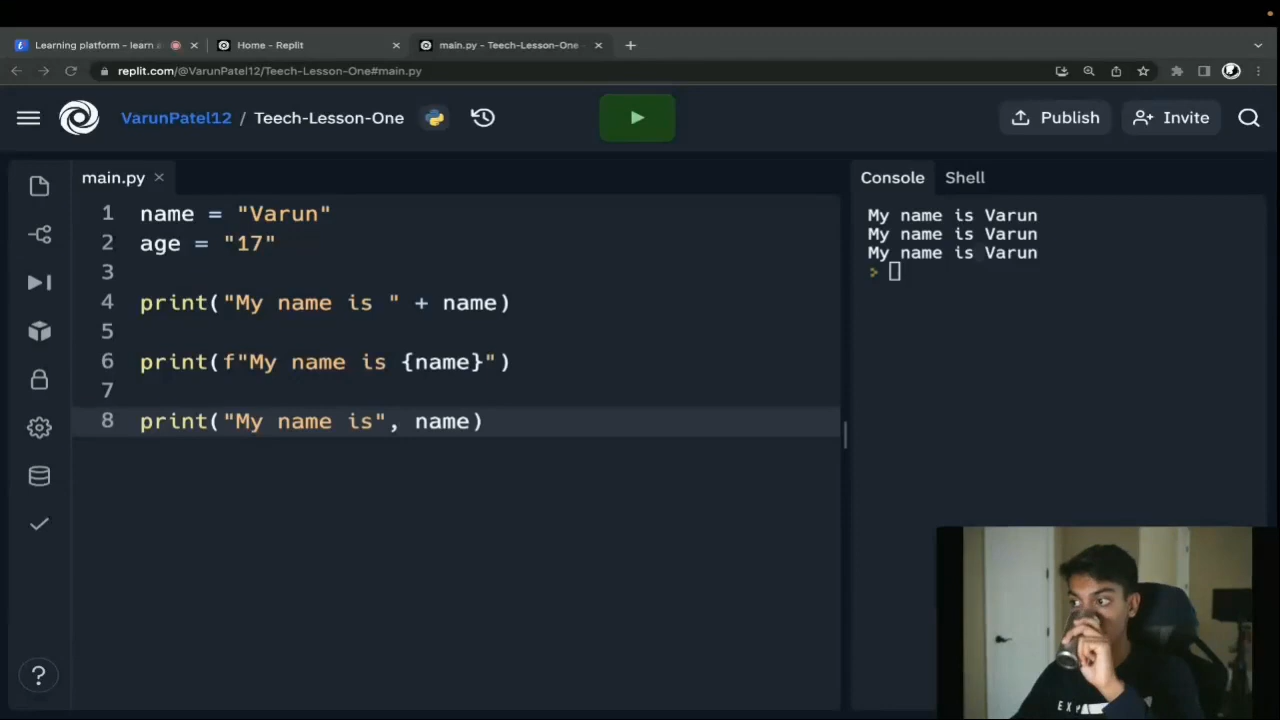 Learning platform - learn a
Home - Replit
main.py - Teech-Lesson-One
replit.com/@VarunPatel12/Teech-Lesson-One#main.py
VarunPatel12 / Teech-Lesson-One
Publish
Invite
main.py
1 name = "Varun"
2 age = "17"
3
4 print("My name is " + name)
5
6 print(f"My name is {name}")
7
8 print("My name is", name)
?
Console
Shell
My name is Varun
My name is Varun
My name is Varun
>